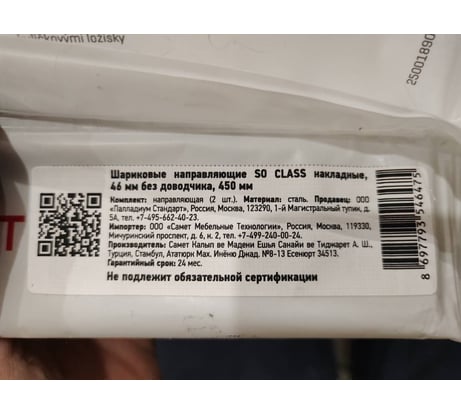 ložisky
25001890
Шариковые направляющие SO CLASS накладные,
46 мм без доводчика, 450 мм
Комплект: направляющая (2 шт.). Материал: сталь. Продавец: ООО
«Палладиум Стандарт», Россия, Москва, 123290, 1-й Магистральный тупик, д.
5А, тел. +7-495-662-40-23.
Импортер: ООО «Самет Мебельные Технологии», Россия, Москва, 119330,
Мичуринский проспект, д. 6, к. 2, тел. +7-499-240-00-24.
Производитель: Самет Калып ве Мадени Ешья Санайи ве Тиджарет А. Ш.,
Турция, Стамбул, Ататюрк Мах. Инёню Джад. №8-13 Есенюрт 34513.
Гарантийный срок: 24 мес.
Не подлежит обязательной сертификации
8 697793 546475
T